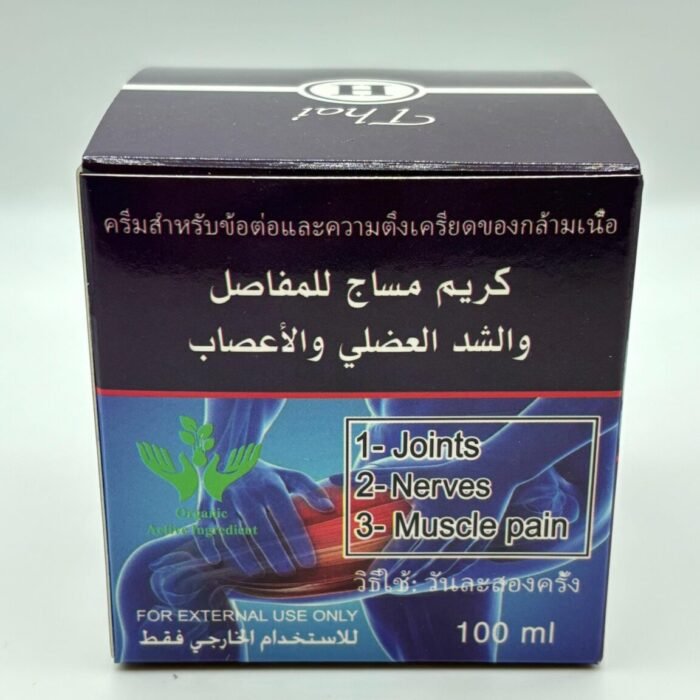 H
Thai
ครีมสำหรับข้อต่อและความตึงเครียดของกล้ามเนื้อ
كريم مساج للمفاصل
والشد العضلي والأعصاب
1- Joints
2- Nerves
3- Muscle pain
Organic
Active Ingredient
วิธีใช้: วันละสองครั้ง
FOR EXTERNAL USE ONLY
للاستخدام الخارجي فقط
100 ml